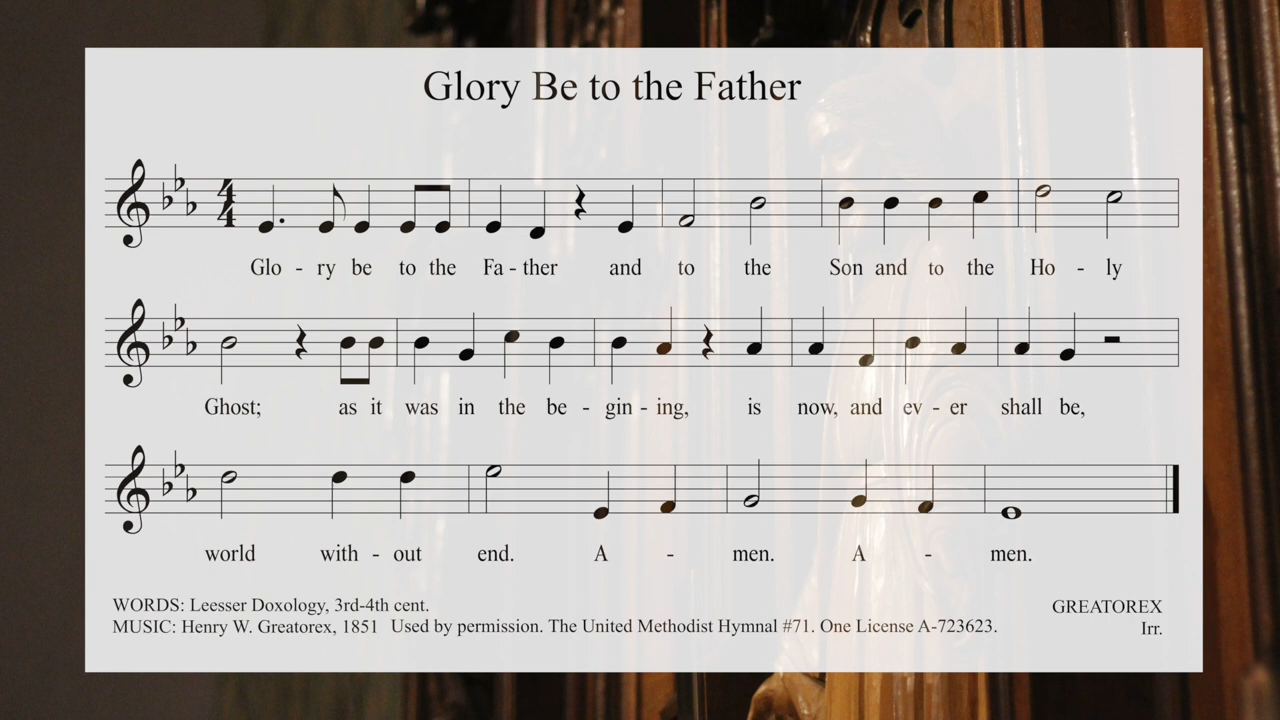 Glory Be to the Father
4
4
Glo - ry be to the Fa - ther and to the Son and to the Ho - ly
Ghost; as it was in the be - gin - ing, is now, and ev - er shall be,
world with - out end. A - men. A - men.
WORDS: Leesser Doxology, 3rd-4th cent.
GREATOREX
MUSIC: Henry W. Greatorex, 1851 Used by permission. The United Methodist Hymnal #71. One License A-723623.
Irr.